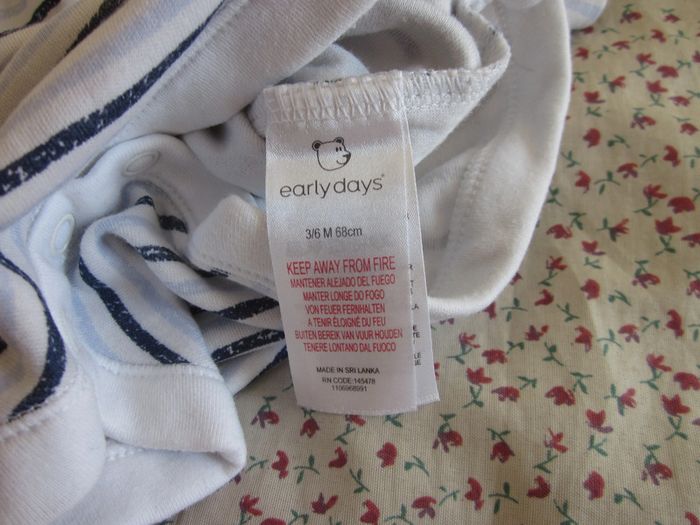 early days®
3/6 M 68cm
KEEP AWAY FROM FIRE
MANTENER ALEJADO DEL FUEGO
MANTER LONGE DO FOGO
VON FEUER FERNHALTEN
A TENIR ÉLOIGNÉ DU FEU
BUITEN BEREIK VAN VUUR HOUDEN
TENERE LONTANO DAL FUOCO
MADE IN SRI LANKA
RN CODE:145478
1106968991